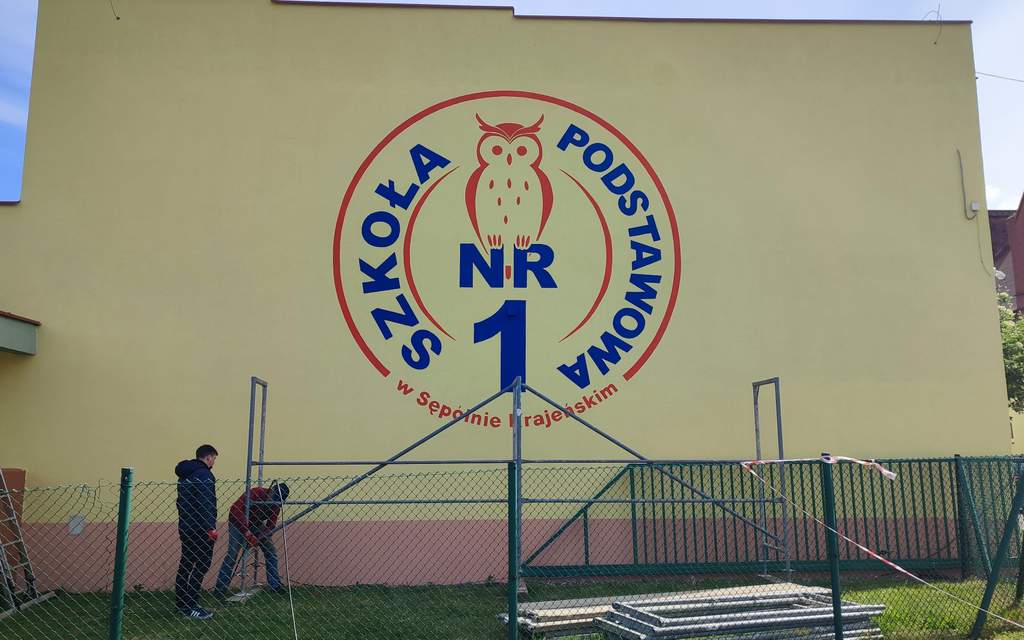 SZKOŁA PODSTAWOWA
NR
1
w Sępólnie Krajeńskim